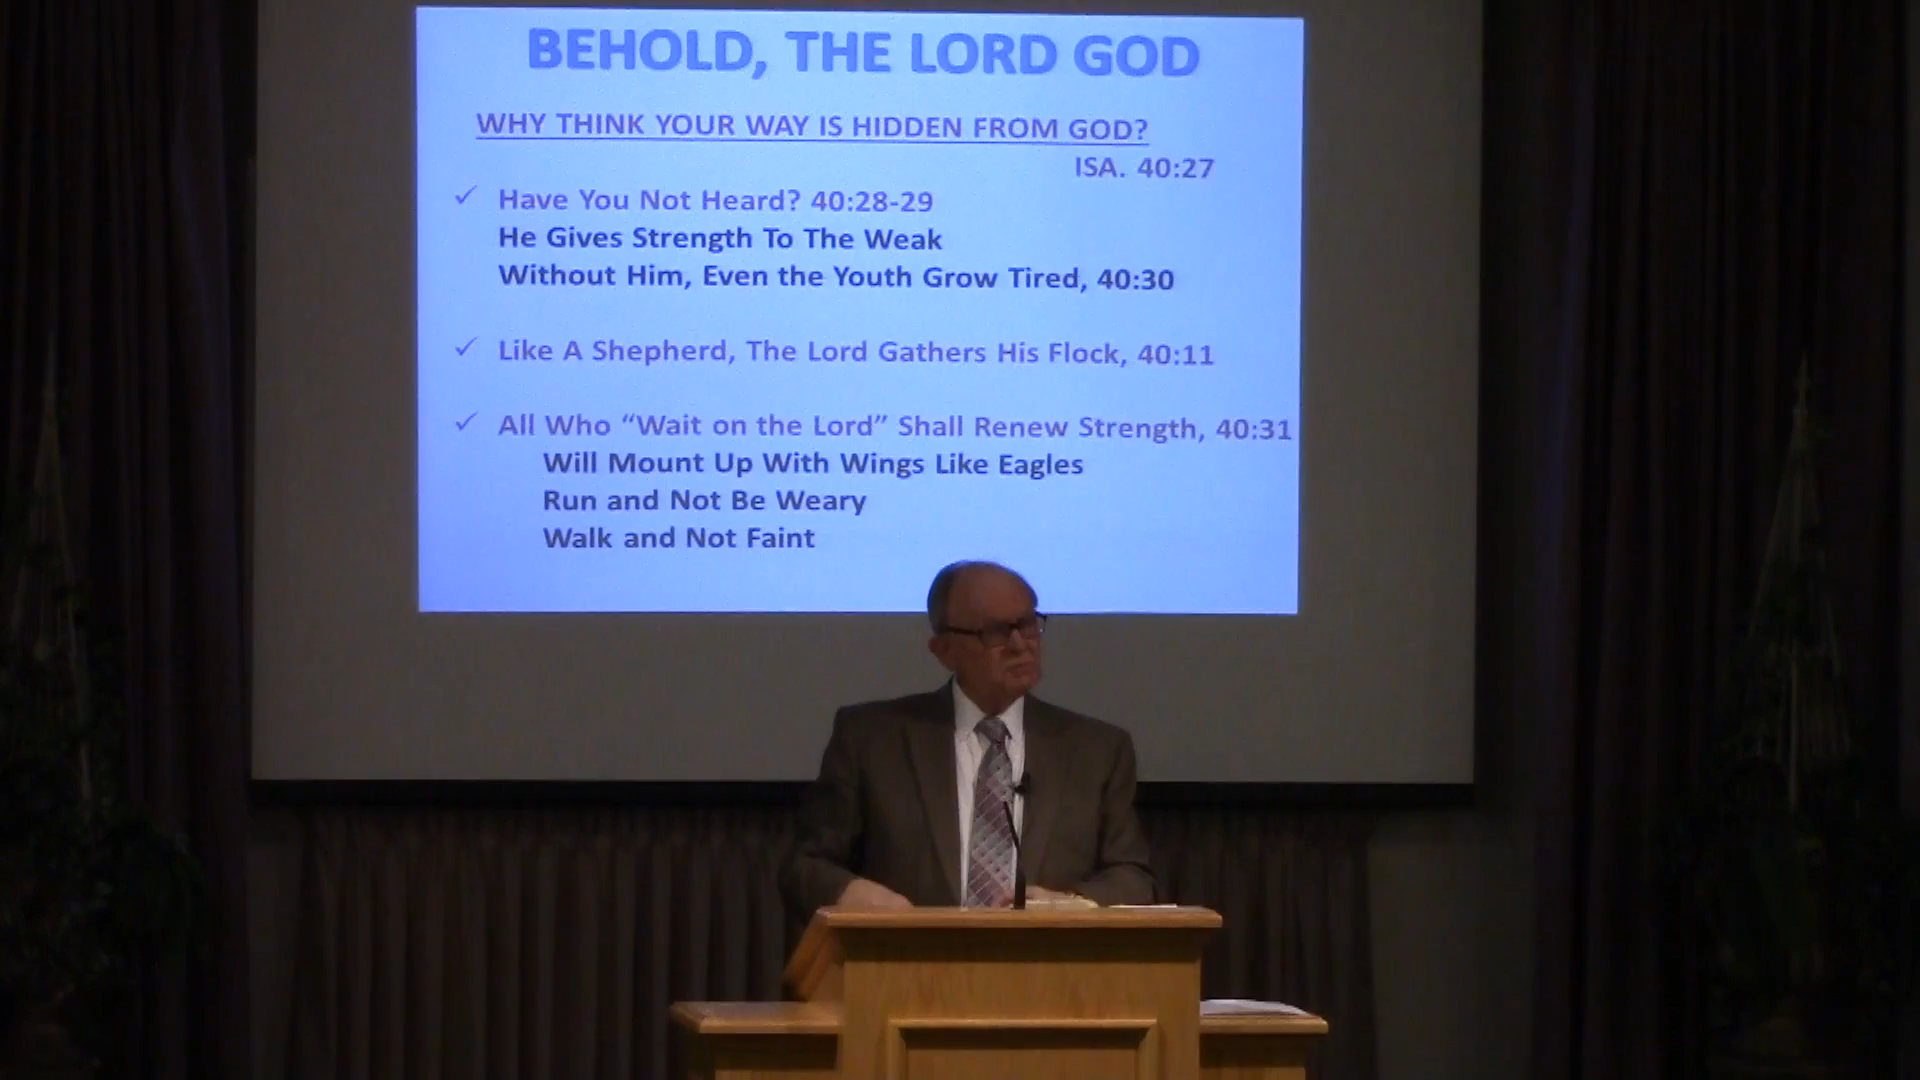 BEHOLD, THE LORD GOD
WHY THINK YOUR WAY IS HIDDEN FROM GOD?
ISA. 40:27
✓ Have You Not Heard? 40:28-29
He Gives Strength To The Weak
Without Him, Even the Youth Grow Tired, 40:30
✓ Like A Shepherd, The Lord Gathers His Flock, 40:11
✓ All Who “Wait on the Lord” Shall Renew Strength, 40:31
Will Mount Up With Wings Like Eagles
Run and Not Be Weary
Walk and Not Faint